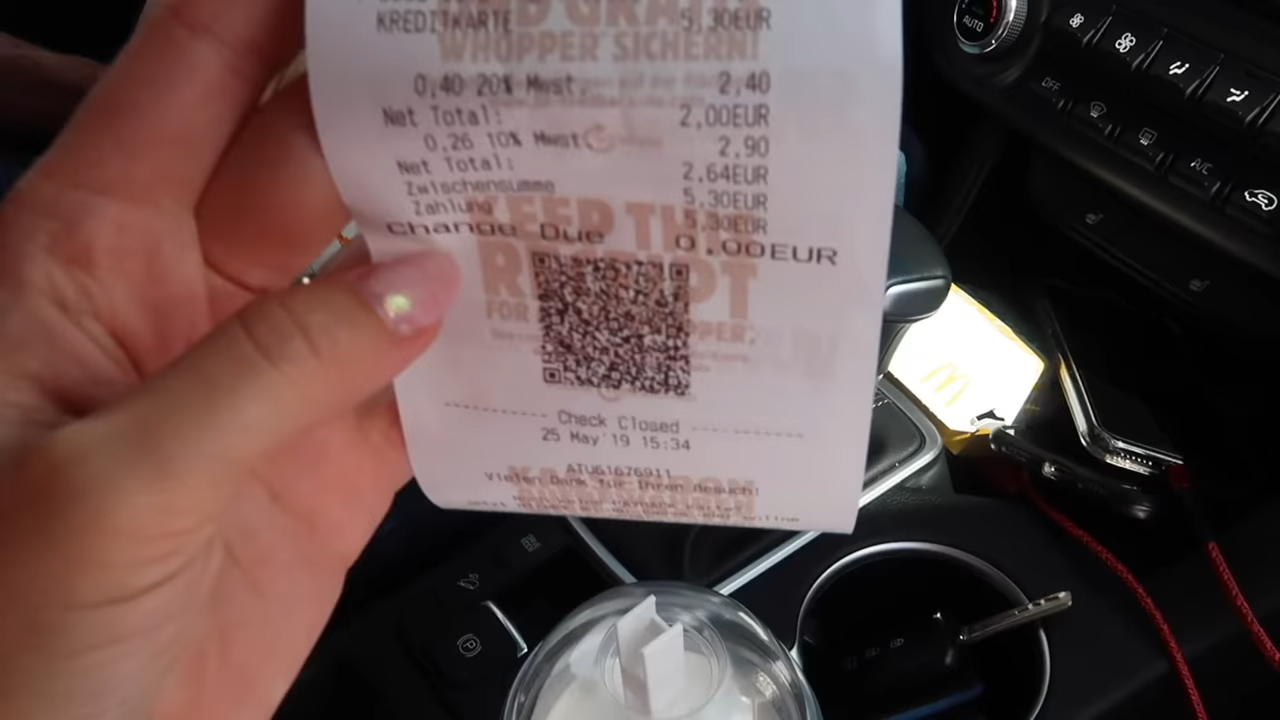 GRATIS
KREDITKARTE 5,30EUR
WHOPPER SICHERN!
0,40 20% Mwst. 2,40
Net Total: 2,00EUR
0,26 10% Mwst 2,90
Net Total: 2,64EUR
Zwischensumme 5,30EUR
Zahlung 5,30EUR
KEEP THIS
Change Due 0.00EUR
RECEIPT
FOR
Check Closed
25 May'19 15:34
ATU61676911
Vielen Dank für Ihren Besuch!
AUTO
OFF
A/C
P